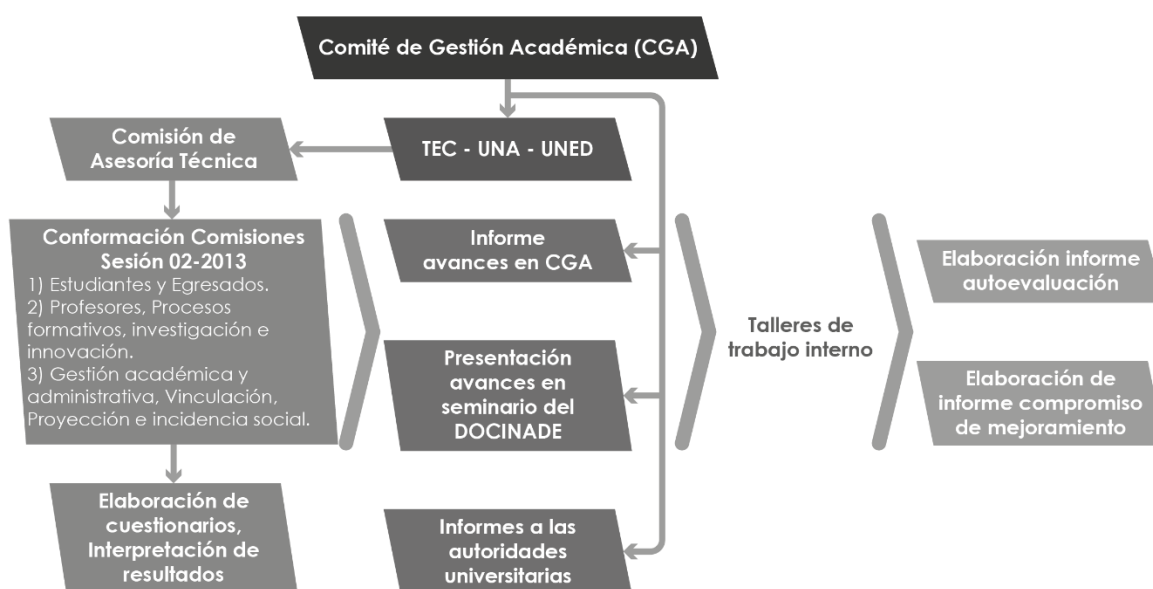 Comité de Gestión Académica (CGA)
Comisión de
Asesoría Técnica
TEC - UNA - UNED
Conformación Comisiones
Sesión 02-2013
1) Estudiantes y Egresados.
2) Profesores, Procesos
formativos, investigación e
innovación.
3) Gestión académica y
administrativa, Vinculación,
Proyección e incidencia social.
Elaboración de
cuestionarios,
Interpretación de
resultados
Informe
avances en CGA
Presentación
avances en
seminario del
DOCINADE
Informes a las
autoridades
universitarias
Talleres de
trabajo interno
Elaboración informe
autoevaluación
Elaboración de
informe compromiso
de mejoramiento